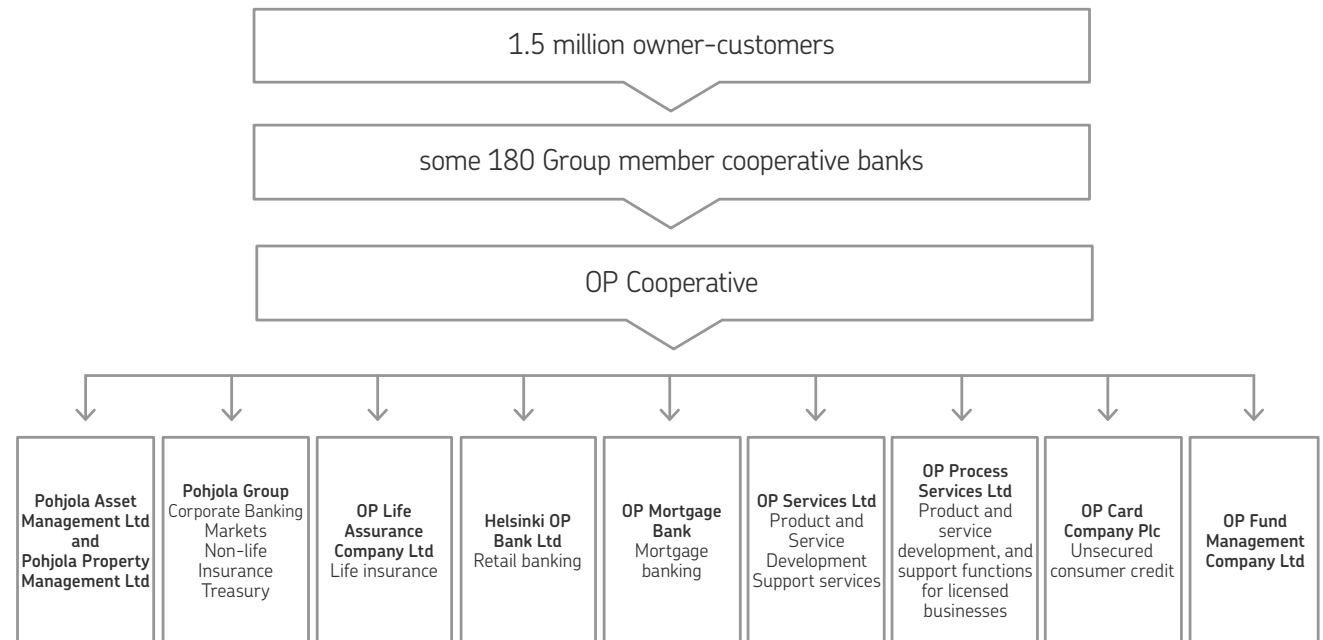 1.5 million owner-customers
some 180 Group member cooperative banks
OP Cooperative
Pohjola Asset
Management Ltd
and
Pohjola Property
Management Ltd
Pohjola Group
Corporate Banking
Markets
Non-life
Insurance
Treasury
OP Life
Assurance
Company Ltd
Life insurance
Helsinki OP
Bank Ltd
Retail banking
OP Mortgage
Bank
Mortgage
banking
OP Services Ltd
Product and
Service
Development
Support services
OP Process
Services Ltd
Product and
service
development, and
support functions
for licensed
businesses
OP Card
Company Plc
Unsecured
consumer credit
OP Fund
Management
Company Ltd